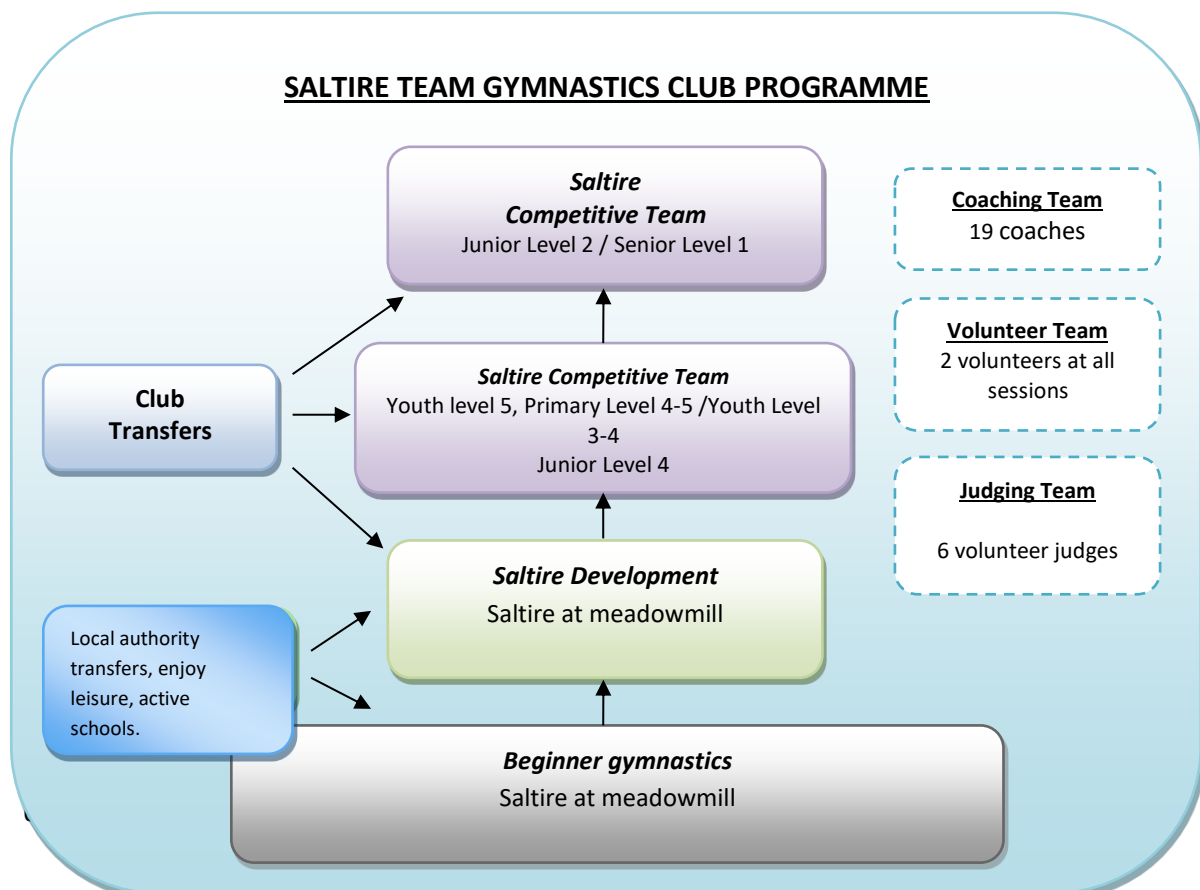 SALTIRE TEAM GYMNASTICS CLUB PROGRAMME
Saltire
Competitive Team
Junior Level 2 / Senior Level 1
Coaching Team
19 coaches
Volunteer Team
2 volunteers at all
sessions
Club
Transfers
Saltire Competitive Team
Youth level 5, Primary Level 4-5 /Youth Level
3-4
Junior Level 4
Judging Team
6 volunteer judges
Saltire Development
Saltire at meadowmill
Local authority
transfers, enjoy
leisure, active
schools.
Beginner gymnastics
Saltire at meadowmill